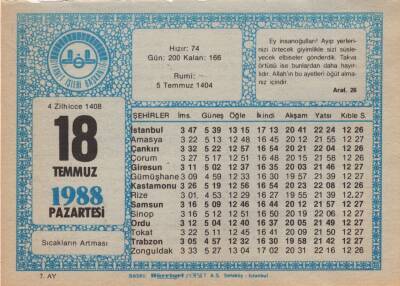 Hızır: 74
Gün: 200 Kalan: 166
Rumi:
5 Temmuz 1404
Ey insanoğulları! Ayıp yerleri-
nizi örtecek giyimlikle sizi süsle-
yecek elbiseler gönderdik. Takva
örtüsü ise bunlardan daha hayır-
lıdır. Allah'ın bu ayetleri öğüt alma-
nız içindir.
Araf. 26
4 Zilhicce 1408
18
TEMMUZ
1988
PAZARTESİ
Sıcakların Artması
ŞEHİRLER İms. Güneş Öğle İkindi Akşam Yatsı Kıble S.
İstanbul 3 47 5 39 13 15 17 13 20 41 22 24 12 26
Amasya 3 22 5 13 12 48 16 45 20 12 21 55 12 27
Çankırı 3 32 5 22 12 57 16 54 20 21 22 04 12 26
Çorum 3 27 5 17 12 51 16 48 20 15 21 58 12 26
Giresun 3 11 5 02 12 37 16 35 20 03 21 46 12 27
Gümüşhane 3 09 4 59 12 33 16 30 19 57 21 39 12 27
Kastamonu 3 26 5 19 12 56 16 54 20 23 22 08 12 26
Rize 3 01 4 53 12 29 16 27 19 55 21 39 12 27
Samsun 3 16 5 09 12 46 16 44 20 12 21 57 12 27
Sinop 3 16 5 12 12 51 16 50 20 19 22 06 12 27
Ordu 3 12 5 04 12 40 16 37 20 05 21 49 12 27
Tokat 3 22 5 11 12 45 16 42 20 09 21 51 12 27
Trabzon 3 05 4 57 12 32 16 30 19 58 21 42 12 27
Zonguldak 3 33 5 27 13 04 17 02 20 31 22 16 12 26
7. AY